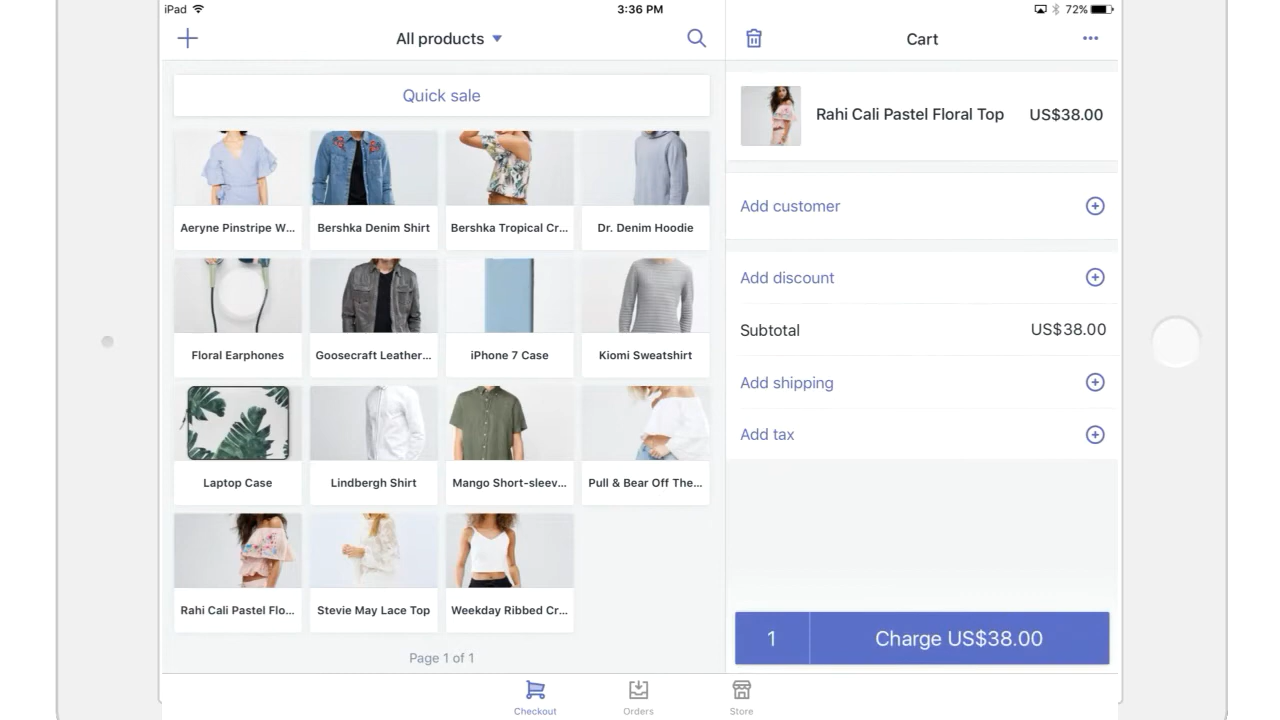 iPad
3:36 PM
72%
All products
Cart
Quick sale
Rahi Cali Pastel Floral Top US$38.00
Aeryne Pinstripe W...
Bershka Denim Shirt
Bershka Tropical Cr...
Dr. Denim Hoodie
Add customer
Add discount
Subtotal US$38.00
Floral Earphones
Goosecraft Leather...
iPhone 7 Case
Kiomi Sweatshirt
Add shipping
Add tax
Laptop Case
Lindbergh Shirt
Mango Short-sleev...
Pull & Bear Off The...
Rahi Cali Pastel Flo...
Stevie May Lace Top
Weekday Ribbed Cr...
1 Charge US$38.00
Page 1 of 1
Checkout
Orders
Store